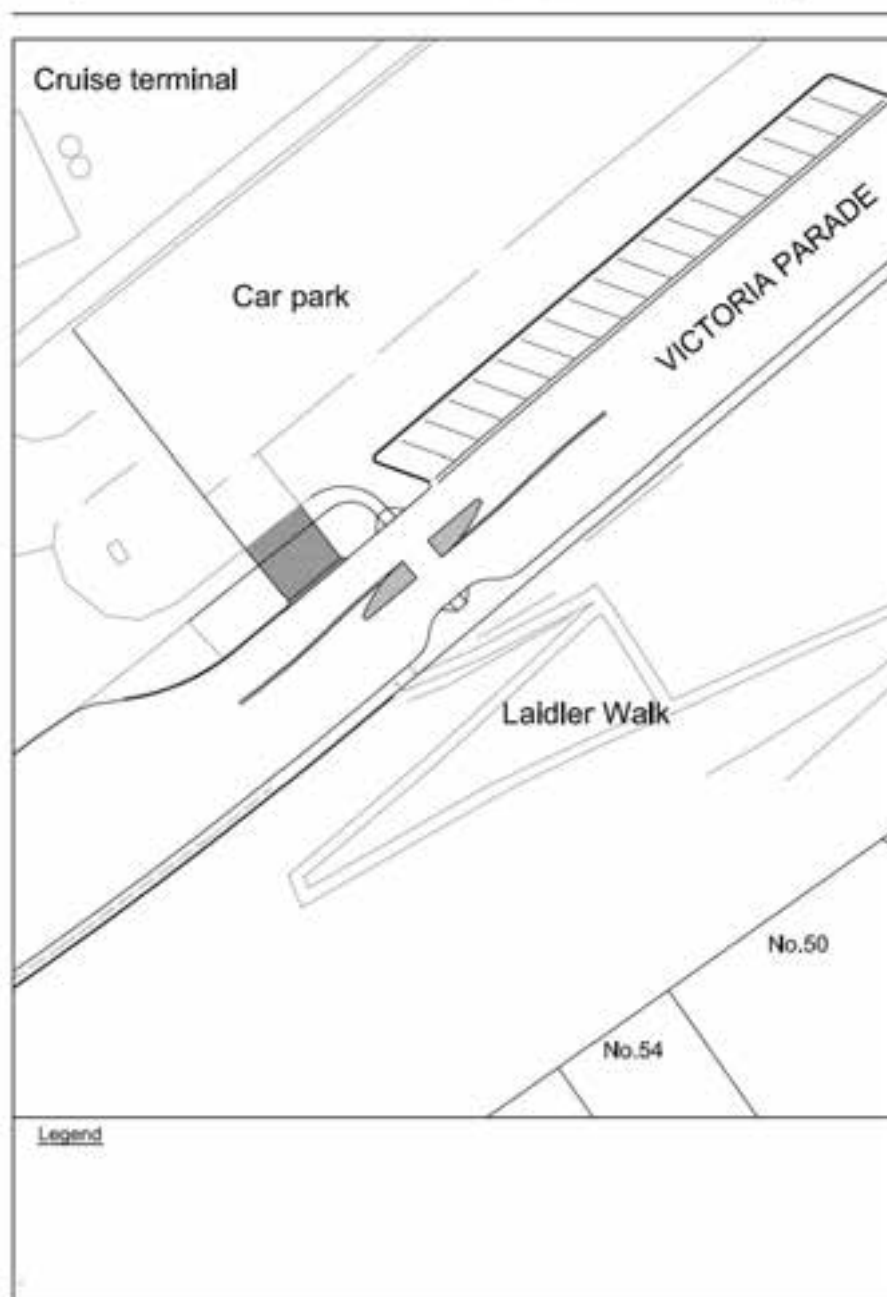 Cruise terminal
Car park
VICTORIA PARADE
Laidler Walk
No.50
No.54
Legend